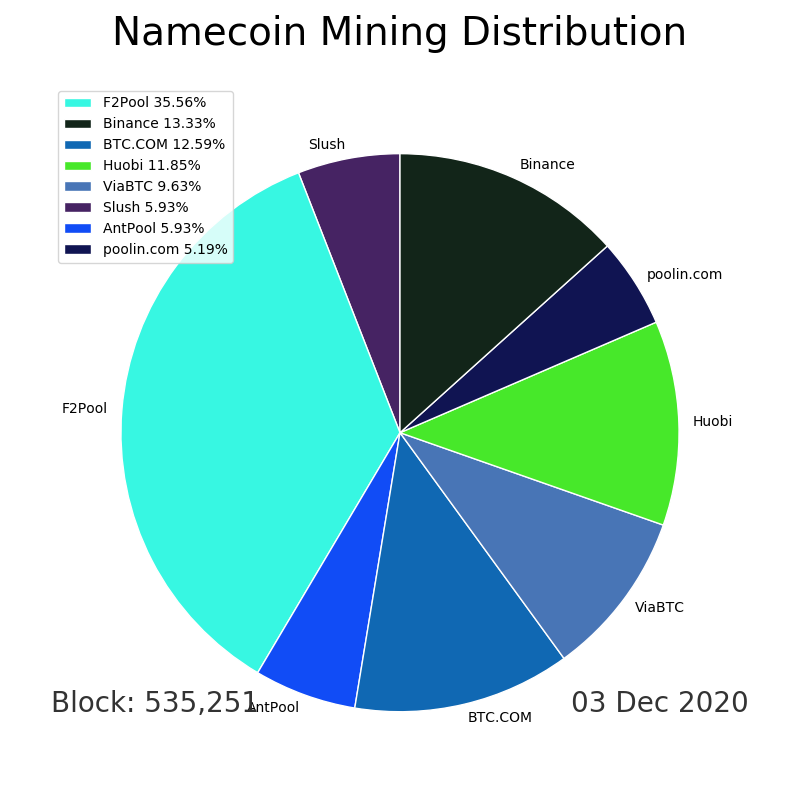 Namecoin Mining Distribution
F2Pool 35.56%
Binance 13.33%
BTC.COM 12.59%
Huobi 11.85%
ViaBTC 9.63%
Slush 5.93%
AntPool 5.93%
poolin.com 5.19%
Slush
Binance
poolin.com
F2Pool
Huobi
ViaBTC
AntPool
BTC.COM
Block: 535,251
03 Dec 2020